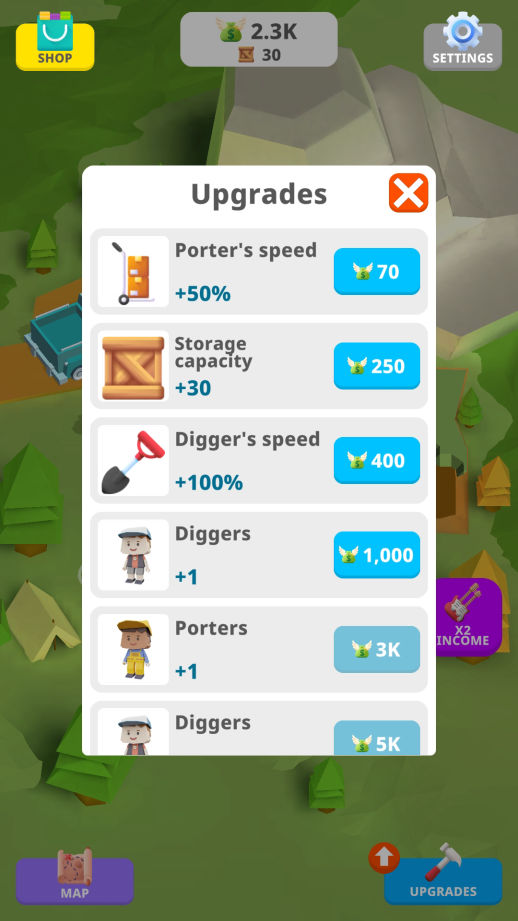 SHOP
2.3K
30
SETTINGS
Upgrades
Porter's speed
+50%
70
Storage
capacity
+30
250
Digger's speed
+100%
400
Diggers
+1
1,000
Porters
+1
3K
X2
INCOME
Diggers
5K
MAP
UPGRADES